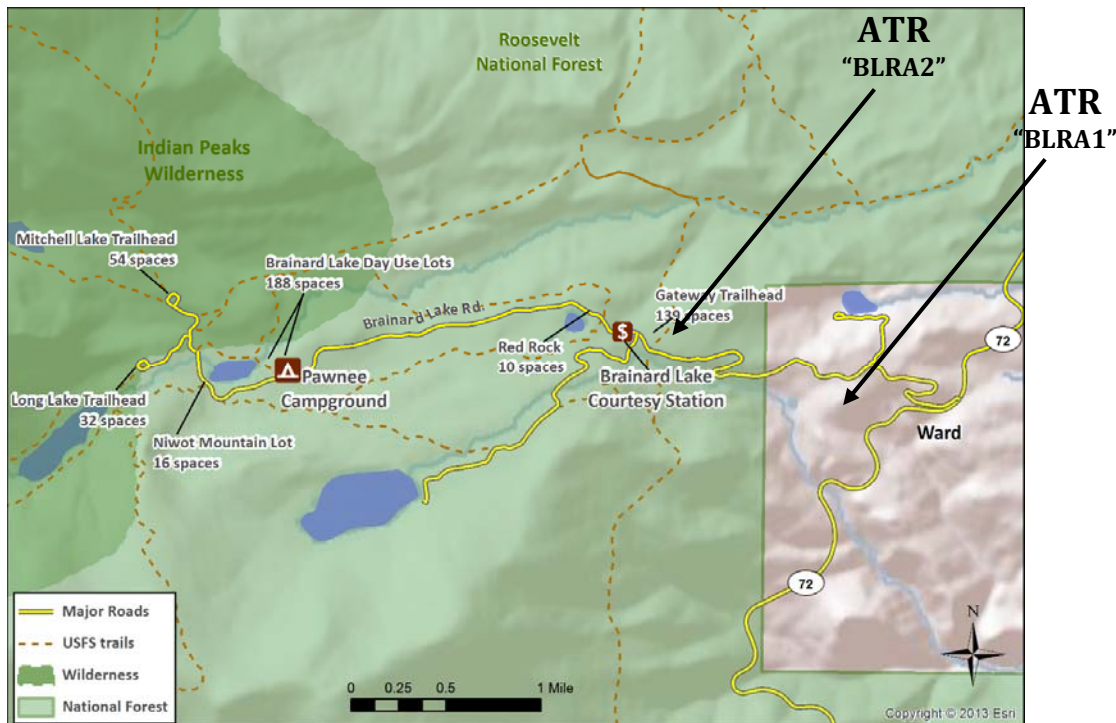 ATR
“BLRA2”
ATR
“BLRA1”
Roosevelt
National Forest
Indian Peaks
Wilderness
Mitchell Lake Trailhead
54 spaces
Brainard Lake Day Use Lots
188 spaces
Brainard Lake Rd.
Gateway Trailhead
139 spaces
$
72
Red Rock
10 spaces
Brainard Lake
Courtesy Station
Pawnee
Campground
Long Lake Trailhead
32 spaces
Niwot Mountain Lot
16 spaces
Ward
72
Major Roads
USFS trails
Wilderness
National Forest
N
0 0.25 0.5 1 Mile
Copyright © 2013 Esri